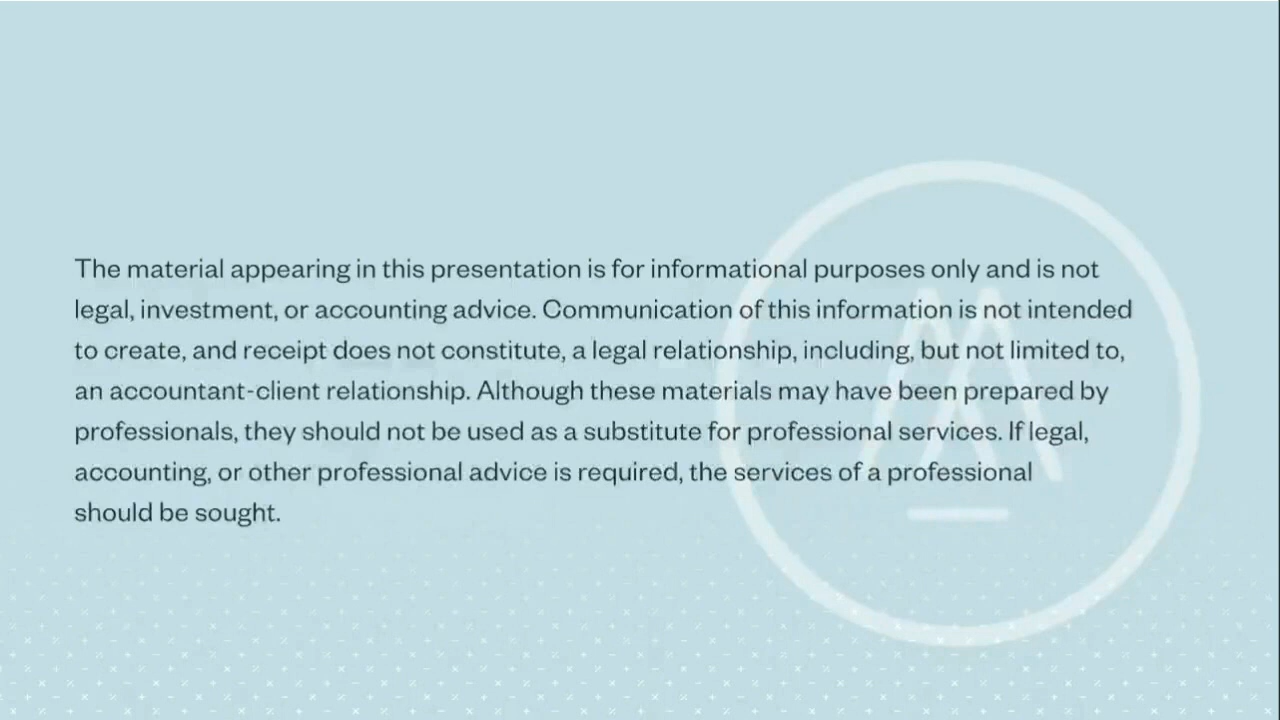 The material appearing in this presentation is for informational purposes only and is not
legal, investment, or accounting advice. Communication of this information is not intended
to create, and receipt does not constitute, a legal relationship, including, but not limited to,
an accountant-client relationship. Although these materials may have been prepared by
professionals, they should not be used as a substitute for professional services. If legal,
accounting, or other professional advice is required, the services of a professional
should be sought.